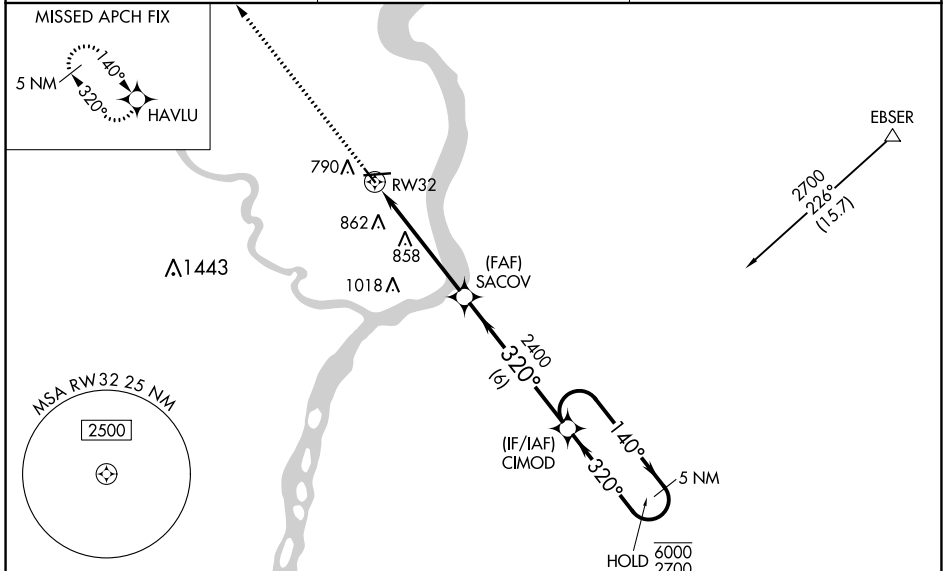 MISSED APCH FIX
140°
5 NM
320°
HAVLU
EBSER
2700
226°
(15.7)
790
RW32
862
858
1443
1018
(FAF)
SACOV
2400
320°
(6)
MSA RW32 25 NM
2500
(IF/IAF)
CIMOD
140°
320°
5 NM
HOLD
6000
2700